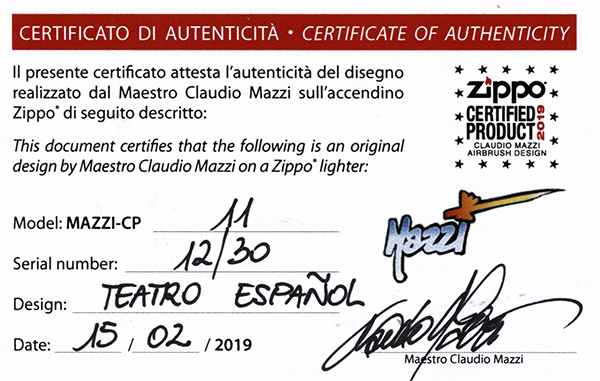 CERTIFICATO DI AUTENTICITÀ • CERTIFICATE OF AUTHENTICITY
Il presente certificato attesta l'autenticità del disegno
realizzato dal Maestro Claudio Mazzi sull'accendino
Zippo® di seguito descritto:
This document certifies that the following is an original
design by Maestro Claudio Mazzi on a Zippo® lighter:
Zippo
CERTIFIED
PRODUCT 2019
CLAUDIO MAZZI
AIRBRUSH DESIGN
Model: MAZZI-CP 11
Mazzi
Serial number: 12/30
Design: TEATRO ESPAÑOL
Date: 15 / 02 / 2019
Maestro Claudio Mazzi